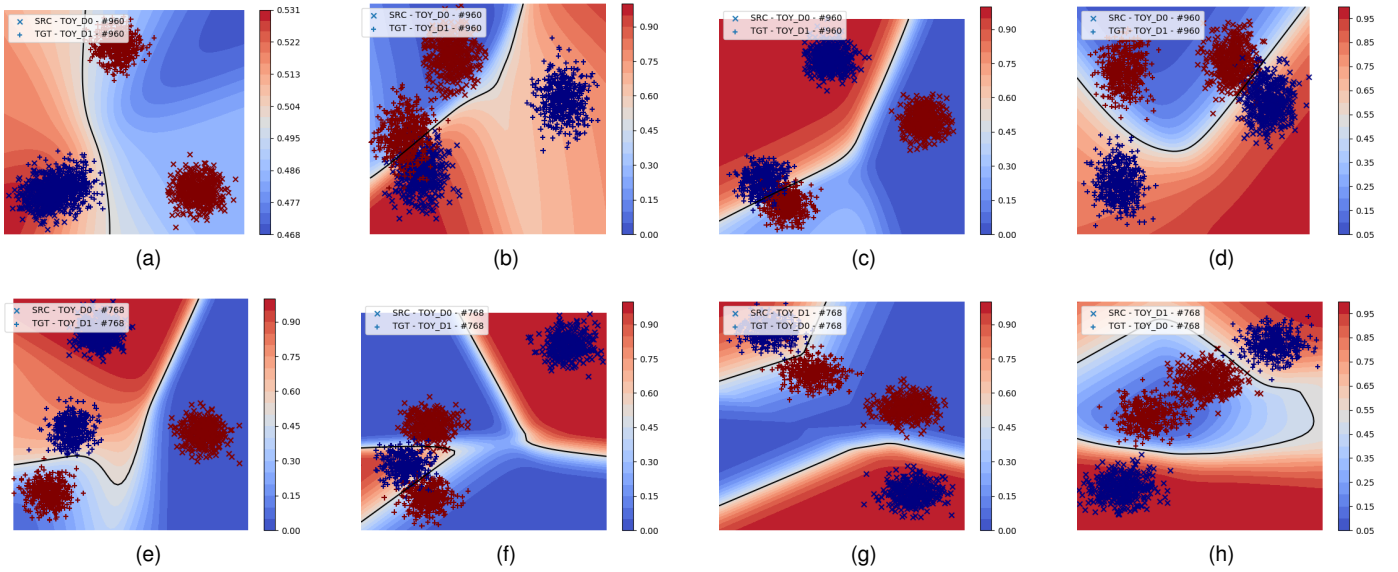 SRC - TOY_D0 - #960
TGT - TOY_D1 - #960
0.531
0.522
0.513
0.504
0.495
0.486
0.477
0.468
(a)
SRC - TOY_D0 - #960
TGT - TOY_D1 - #960
0.90
0.75
0.60
0.45
0.30
0.15
0.00
(b)
SRC - TOY_D0 - #960
TGT - TOY_D1 - #960
0.90
0.75
0.60
0.45
0.30
0.15
0.00
(c)
SRC - TOY_D0 - #960
TGT - TOY_D1 - #960
0.95
0.85
0.75
0.65
0.55
0.45
0.35
0.25
0.15
0.05
(d)
SRC - TOY_D0 - #768
TGT - TOY_D1 - #768
0.90
0.75
0.60
0.45
0.30
0.15
0.00
(e)
SRC - TOY_D0 - #768
TGT - TOY_D1 - #768
0.90
0.75
0.60
0.45
0.30
0.15
0.00
(f)
SRC - TOY_D1 - #768
TGT - TOY_D0 - #768
0.90
0.75
0.60
0.45
0.30
0.15
0.00
(g)
SRC - TOY_D1 - #768
TGT - TOY_D0 - #768
0.95
0.85
0.75
0.65
0.55
0.45
0.35
0.25
0.15
0.05
(h)